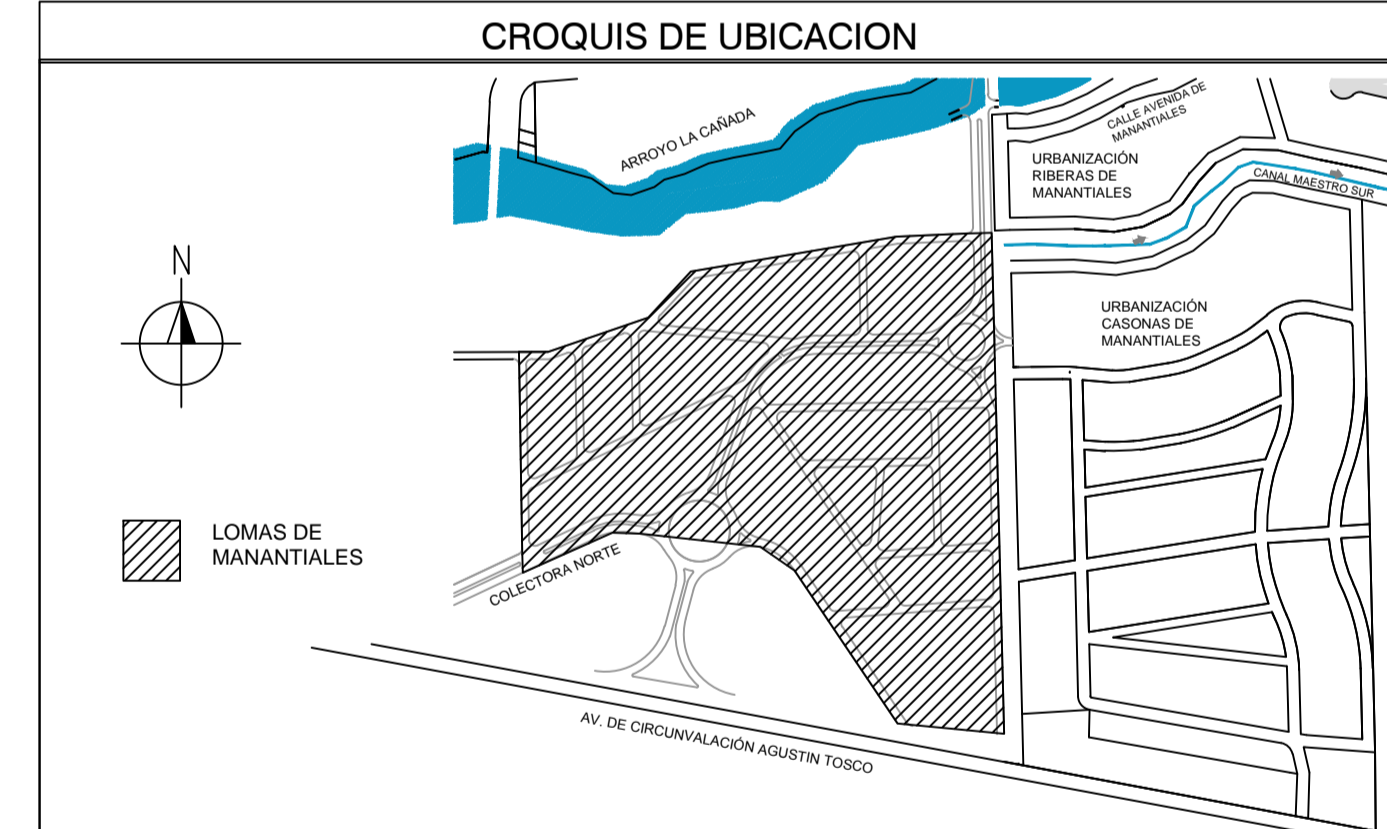 CROQUIS DE UBICACION
ARROYO LA CAÑADA
CALLE AVENIDA DE
MANANTIALES
URBANIZACIÓN
RIBERAS DE
MANANTIALES
CANAL MAESTRO SUR
N
URBANIZACIÓN
CASONAS DE
MANANTIALES
LOMAS DE
MANANTIALES
COLECTORA NORTE
AV. DE CIRCUNVALACIÓN AGUSTIN TOSCO